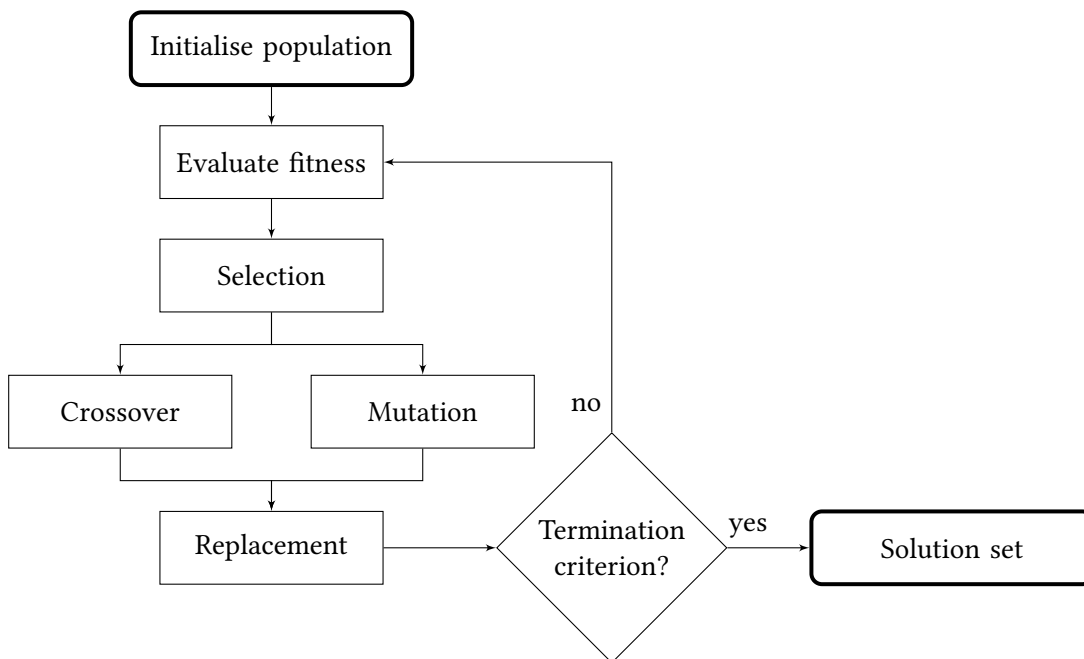 Initialise population
Evaluate fitness
Selection
Crossover
Mutation
no
Replacement
Termination
criterion?
yes
Solution set